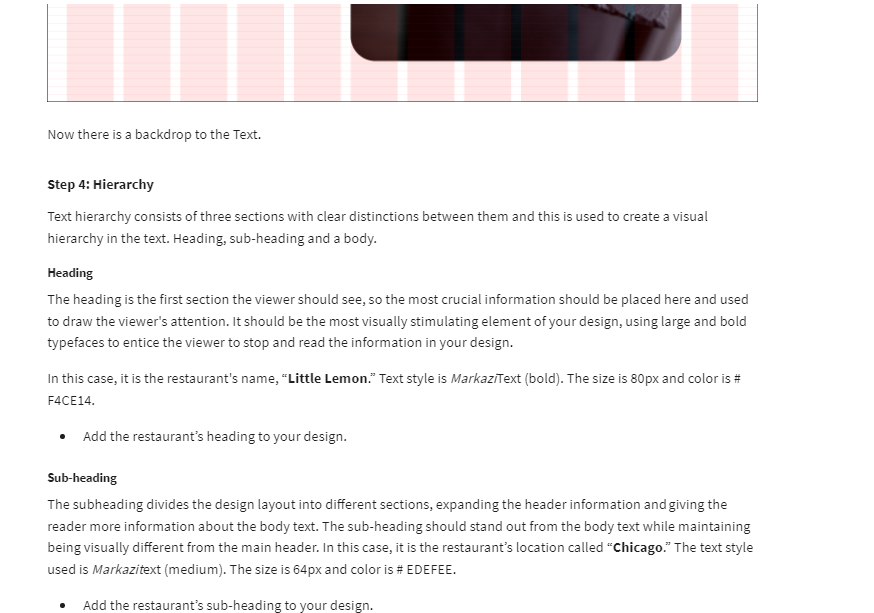 Now there is a backdrop to the Text.
Step 4: Hierarchy
Text hierarchy consists of three sections with clear distinctions between them and this is used to create a visual
hierarchy in the text. Heading, sub-heading and a body.
Heading
The heading is the first section the viewer should see, so the most crucial information should be placed here and used
to draw the viewer's attention. It should be the most visually stimulating element of your design, using large and bold
typefaces to entice the viewer to stop and read the information in your design.
In this case, it is the restaurant's name, “Little Lemon.” Text style is MarkaziText (bold). The size is 80px and color is #
F4CE14.
• Add the restaurant’s heading to your design.
Sub-heading
The subheading divides the design layout into different sections, expanding the header information and giving the
reader more information about the body text. The sub-heading should stand out from the body text while maintaining
being visually different from the main header. In this case, it is the restaurant’s location called “Chicago.” The text style
used is Markazitext (medium). The size is 64px and color is # EDEFEE.
• Add the restaurant’s sub-heading to your design.